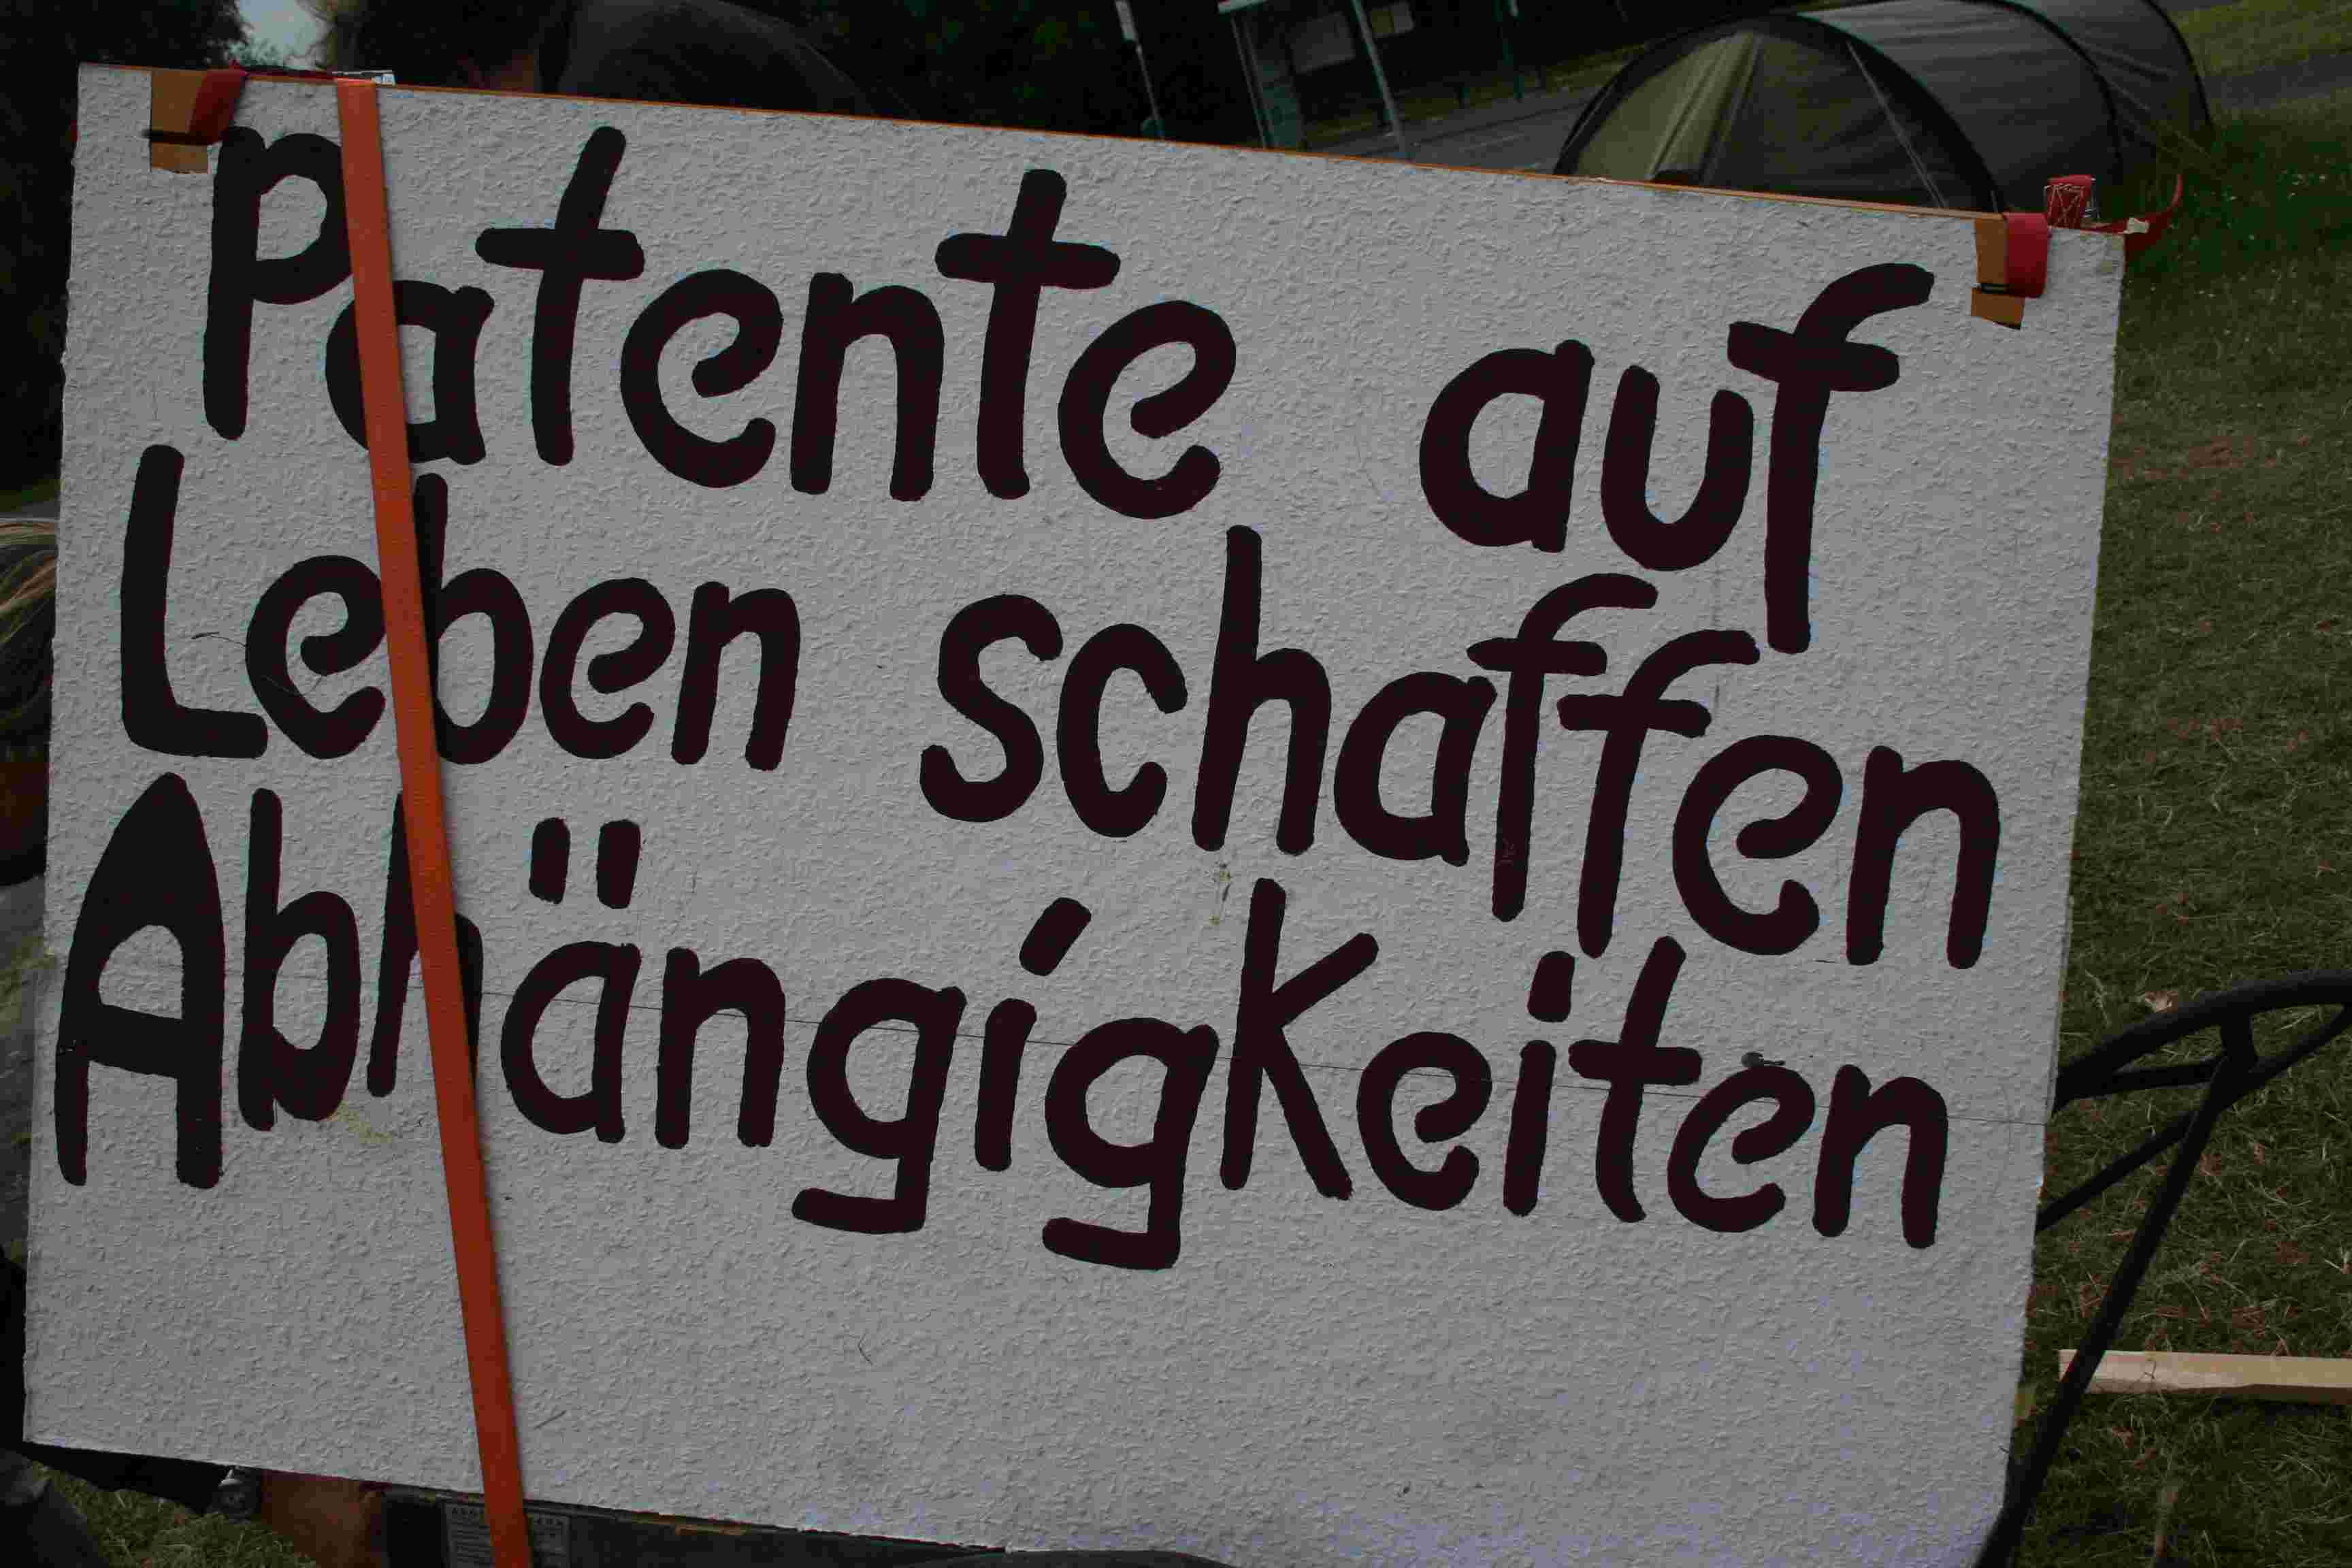 Patente auf
Leben schaffen
Abhängigkeiten